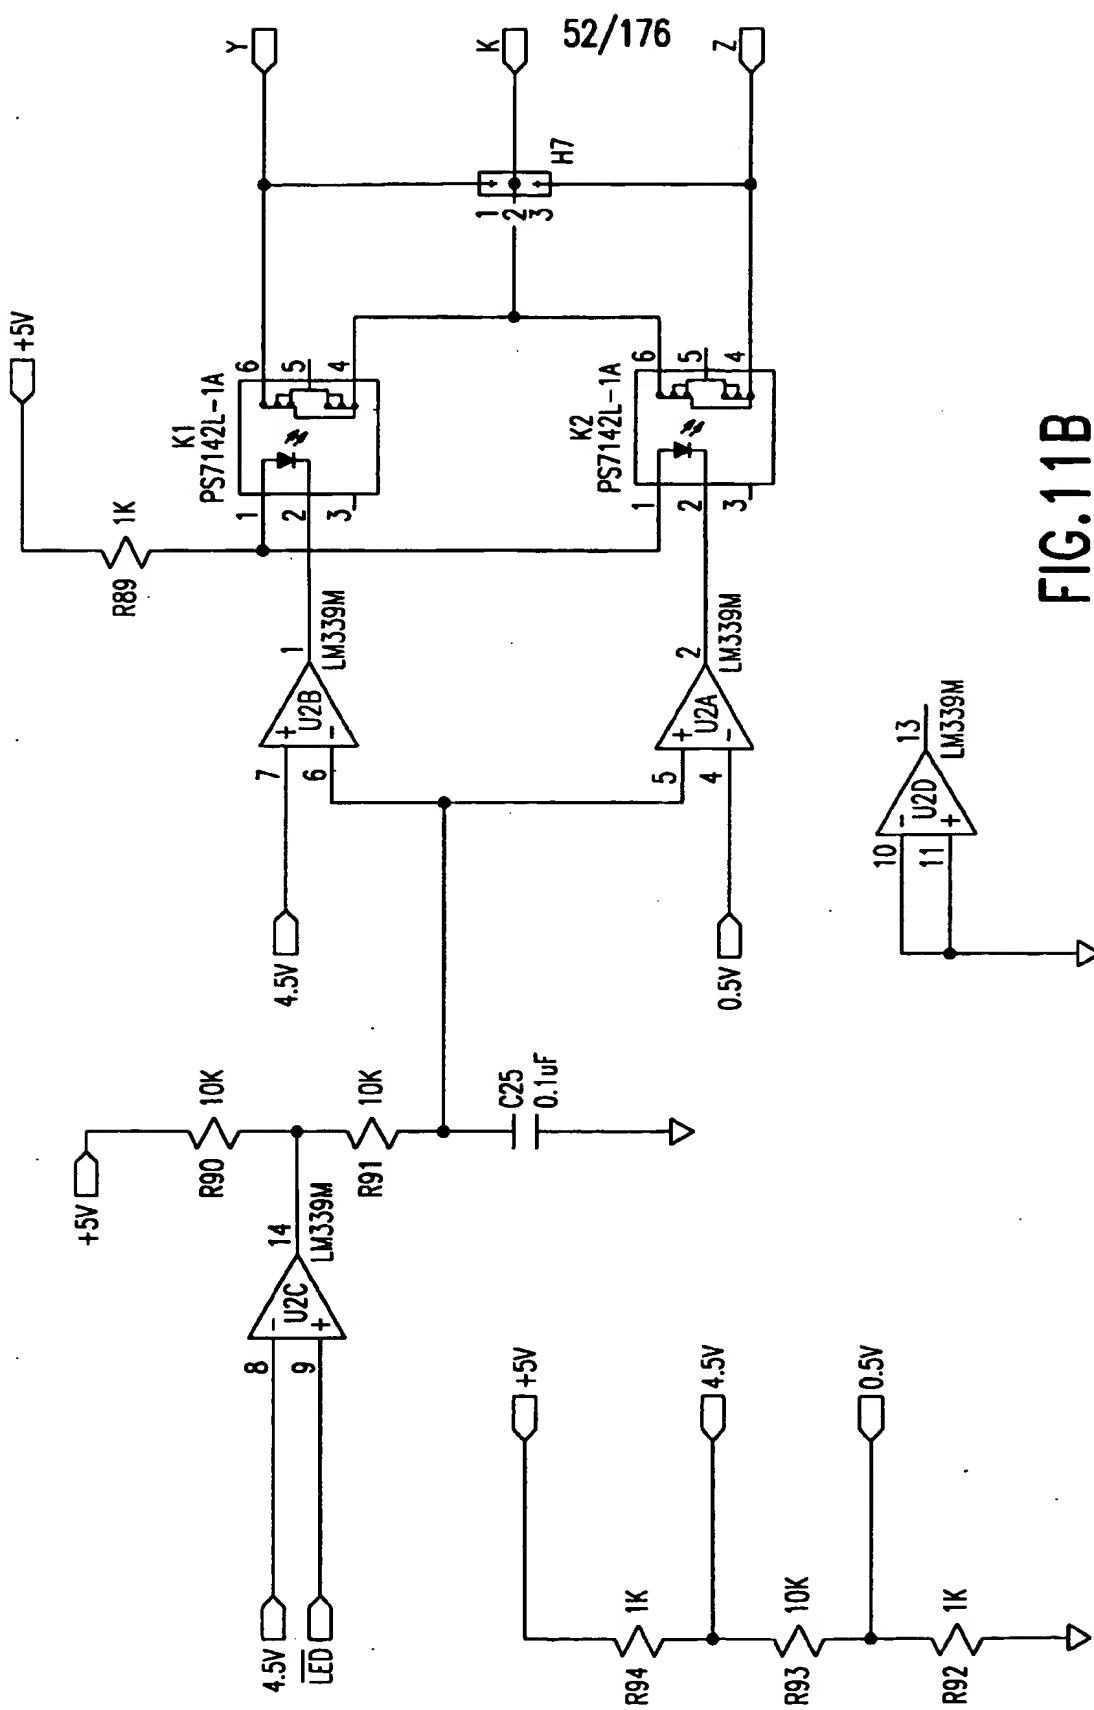 52/176
+5V
R89
1K
K1
PS7142L-1A
1
2
3
6
5
4
Y
K
Z
H7
1
2
3
K2
PS7142L-1A
1
2
3
6
5
4
4.5V
7
6
+
-
U2B
1
LM339M
0.5V
5
4
+
-
U2A
2
LM339M
+5V
R90
10K
R91
10K
C25
0.1uF
4.5V
LED
8
9
-
+
U2C
14
LM339M
10
11
-
+
U2D
13
LM339M
+5V
R94
1K
4.5V
R93
10K
0.5V
R92
1K
FIG.11B